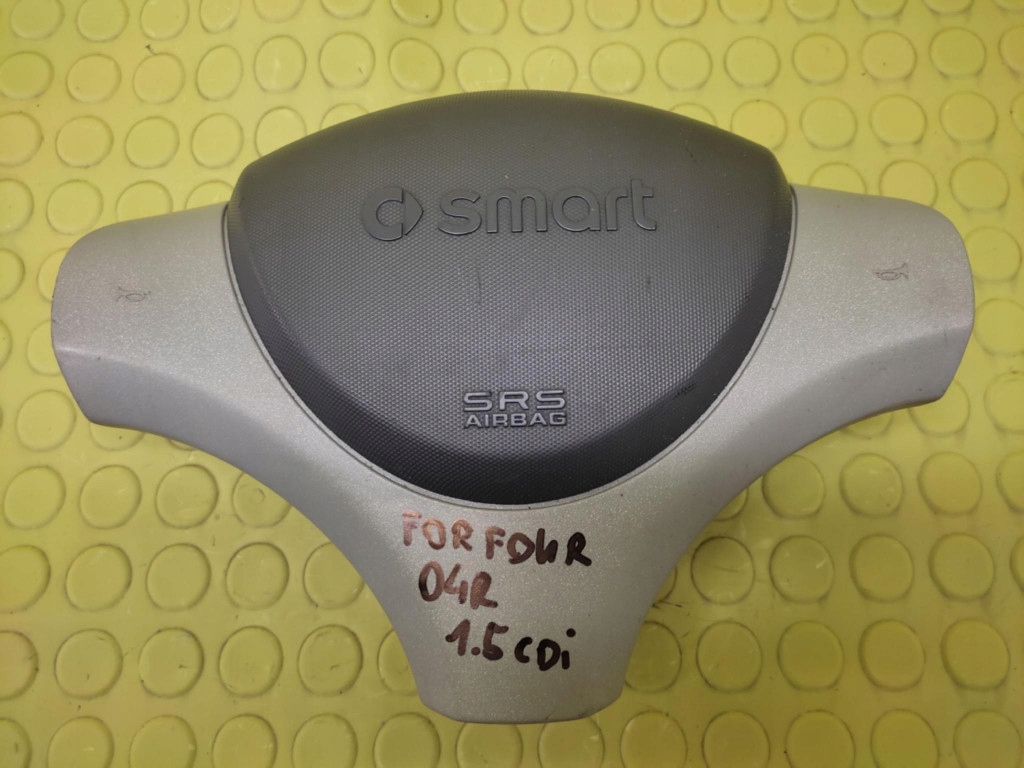 smart
SRS
AIRBAG
FORFOUR
04R
1.5 CDi